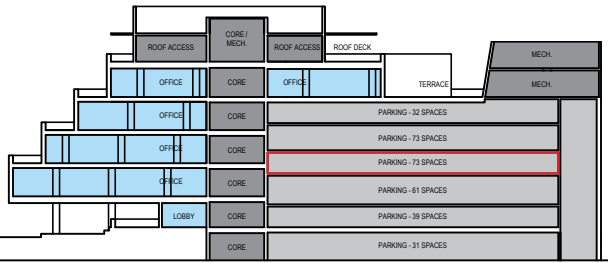 CORE /
MECH.
ROOF ACCESS
ROOF ACCESS
ROOF DECK
MECH.
OFFICE
CORE
OFFICE
TERRACE
MECH.
OFFICE
CORE
PARKING - 32 SPACES
OFFICE
CORE
PARKING - 73 SPACES
PARKING - 73 SPACES
OFFICE
CORE
PARKING - 61 SPACES
LOBBY
CORE
PARKING - 39 SPACES
CORE
PARKING - 31 SPACES